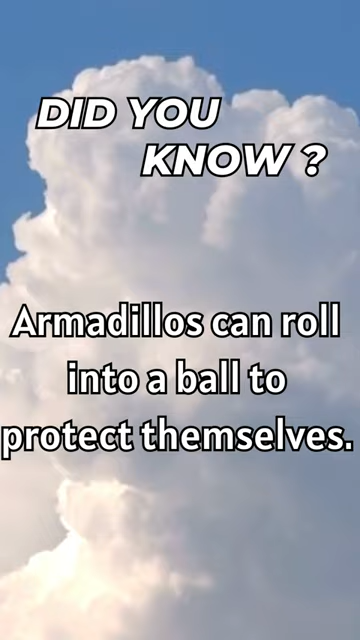 DID YOU
KNOW ?
Armadillos can roll
into a ball to
protect themselves.